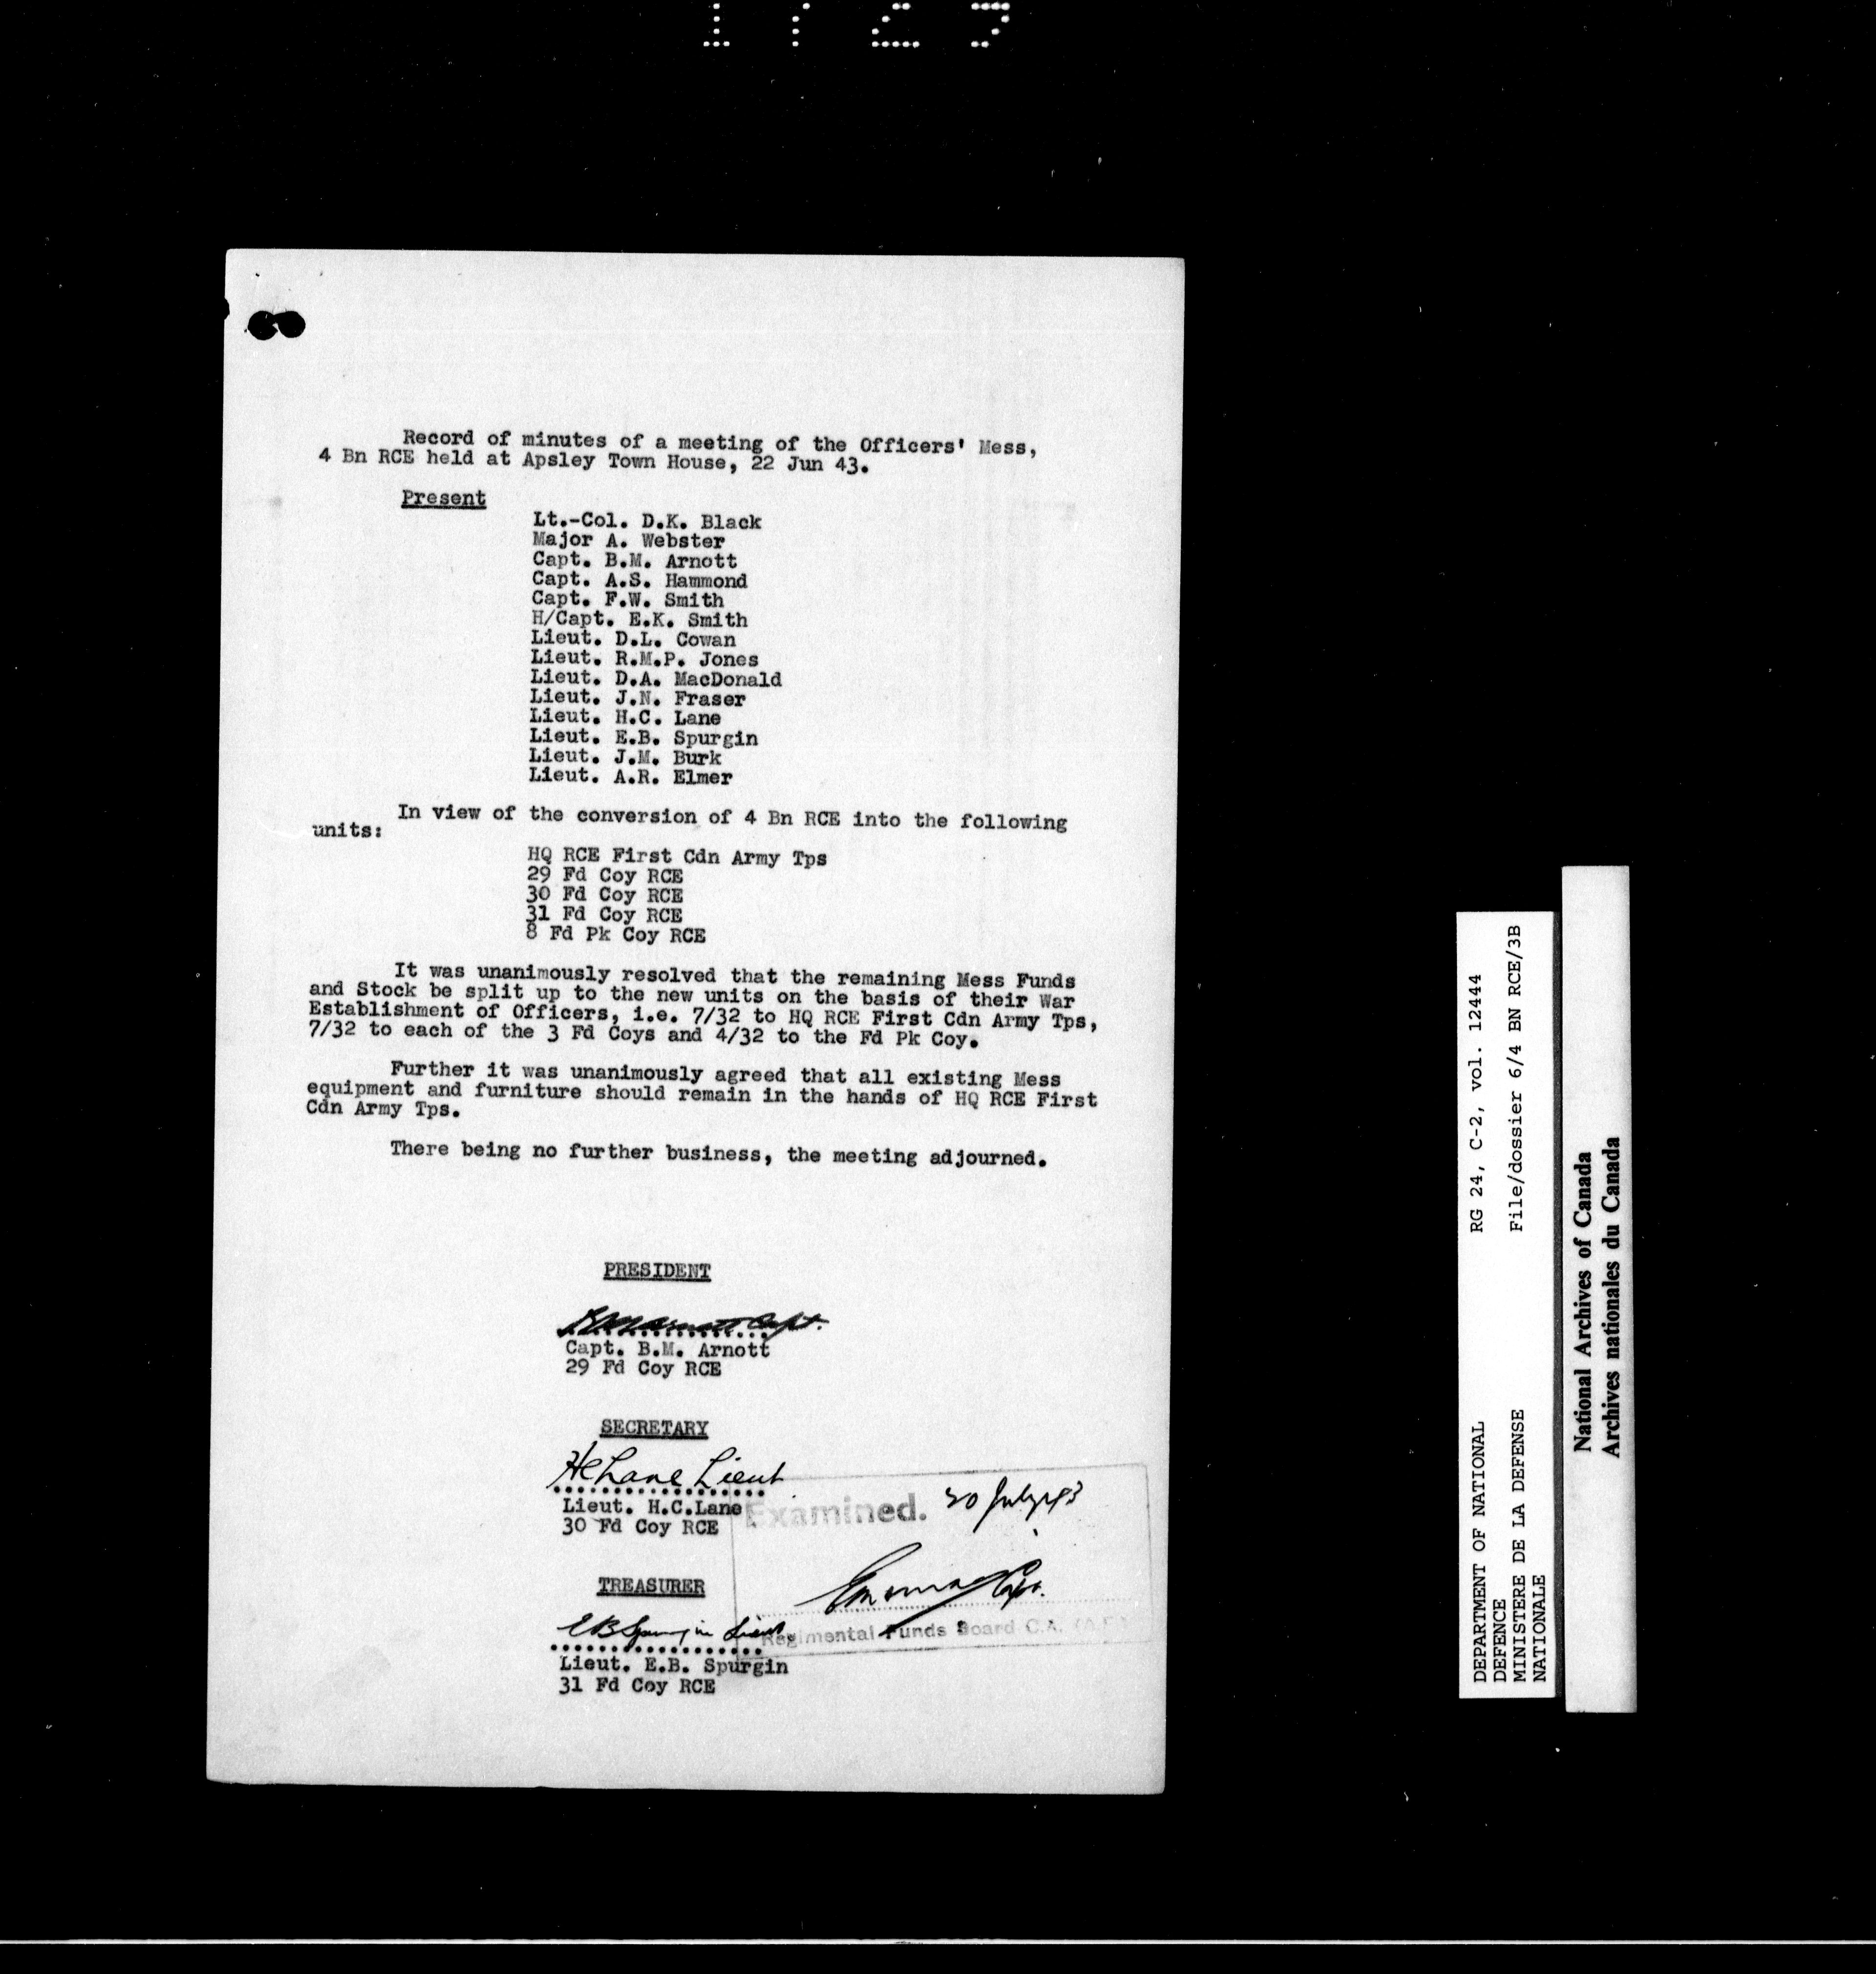 Record of minutes of a meeting of the Officers' Mess,
4 Bn RCE held at Apsley Town House, 22 Jun 43.
Present
Lt.-Col. D.K. Black
Major A. Webster
Capt. B.M. Arnott
Capt. A.S. Hammond
Capt. F.W. Smith
H/Capt. E.K. Smith
Lieut. D.L. Cowan
Lieut. R.M.P. Jones
Lieut. D.A. MacDonald
Lieut. J.N. Fraser
Lieut. H.C. Lane
Lieut. E.B. Spurgin
Lieut. J.M. Burk
Lieut. A.R. Elmer
In view of the conversion of 4 Bn RCE into the following
units:
HQ RCE First Cdn Army Tps
29 Fd Coy RCE
30 Fd Coy RCE
31 Fd Coy RCE
8 Fd Pk Coy RCE
It was unanimously resolved that the remaining Mess Funds
and Stock be split up to the new units on the basis of their War
Establishment of Officers, i.e. 7/32 to HQ RCE First Cdn Army Tps,
7/32 to each of the 3 Fd Coys and 4/32 to the Fd Pk Coy.
Further it was unanimously agreed that all existing Mess
equipment and furniture should remain in the hands of HQ RCE First
Cdn Army Tps.
There being no further business, the meeting adjourned.
PRESIDENT
BM Arnott Capt.
Capt. B.M. Arnott
29 Fd Coy RCE
SECRETARY
HC Lane Lieut
Lieut. H.C.Lane
30 Fd Coy RCE
Examined. 20 July 43
TREASURER
Capt.
EB Spurgin Lieut.
Regimental Funds Board C.A.
Lieut. E.B. Spurgin
31 Fd Coy RCE
RG 24, C-2, vol. 12444
File/dossier 6/4 BN RCE/3B
DEPARTMENT OF NATIONAL
DEFENCE
MINISTERE DE LA DEFENSE
NATIONALE
National Archives of Canada
Archives nationales du Canada